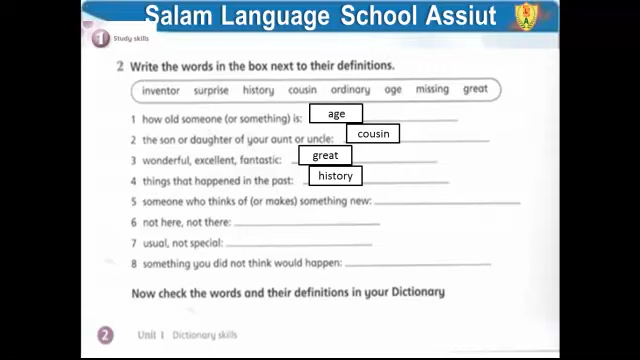 Salam Language School Assiut
1 Study skills
2 Write the words in the box next to their definitions.
inventor surprise history cousin ordinary age missing great
1 how old someone (or something) is: age
2 the son or daughter of your aunt or uncle: cousin
3 wonderful, excellent, fantastic: great
4 things that happened in the past: history
5 someone who thinks of (or makes) something new:
6 not here, not there:
7 usual, not special:
8 something you did not think would happen:
Now check the words and their definitions in your Dictionary
2 Unit 1 Dictionary skills